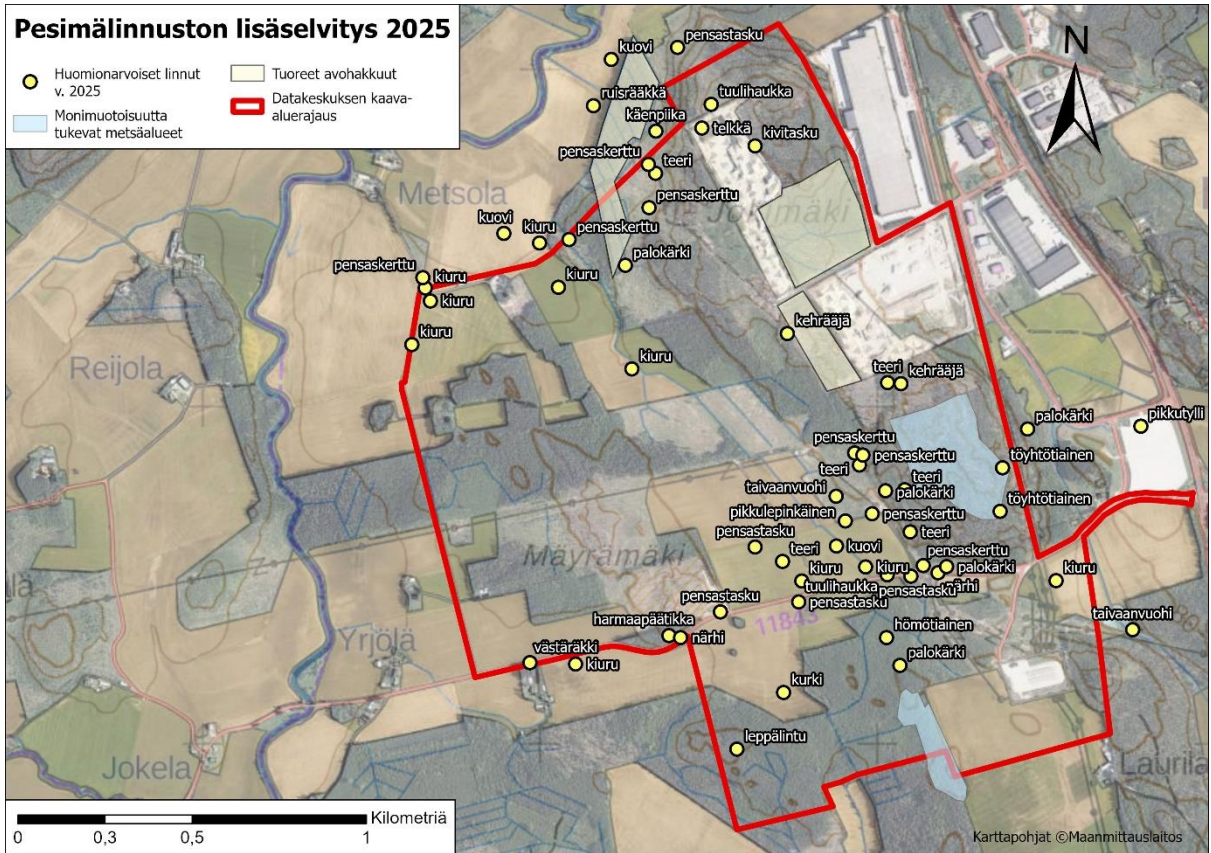 Pesimälinnuston lisäselvitys 2025
Huomionarvoiset linnut
v. 2025
Monimuotoisuutta
tukevat metsäalueet
Tuoreet avohakkuut
Datakeskuksen kaava-
aluerajaus
N
kuovi
pensastasku
ruisrääkkä
tuulihaukka
käenpiika
telkkä
kivitasku
pensaskerttu
teeri
Metsola
pensaskerttu
Jokimäki
kuovi
kiuru
pensaskerttu
palokärki
pensaskerttu
kiuru
kiuru
kiuru
kiuru
kehrääjä
Reijola
kiuru
teeri
kehrääjä
palokärki
pikkutylli
pensaskerttu
pensaskerttu
teeri
töyhtötiainen
taivaanvuohi
teeri
palokärki
töyhtötiainen
pikkulepinkäinen
pensaskerttu
teeri
pensastasku
kuovi
Mäyrämäki
teeri
pensaskerttu
kiuru
kiuru
palokärki
kiuru
tuulihaukka
närhi
pensastasku
pensastasku
pensastasku
11843
taivaanvuohi
harmaapäätikka
närhi
hömötiainen
Yrjölä
västäräkki
kiuru
palokärki
kurki
leppälintu
Jokela
Laurila
Kilometriä
0
0,3
0,5
1
Karttapohjat ©Maanmittauslaitos